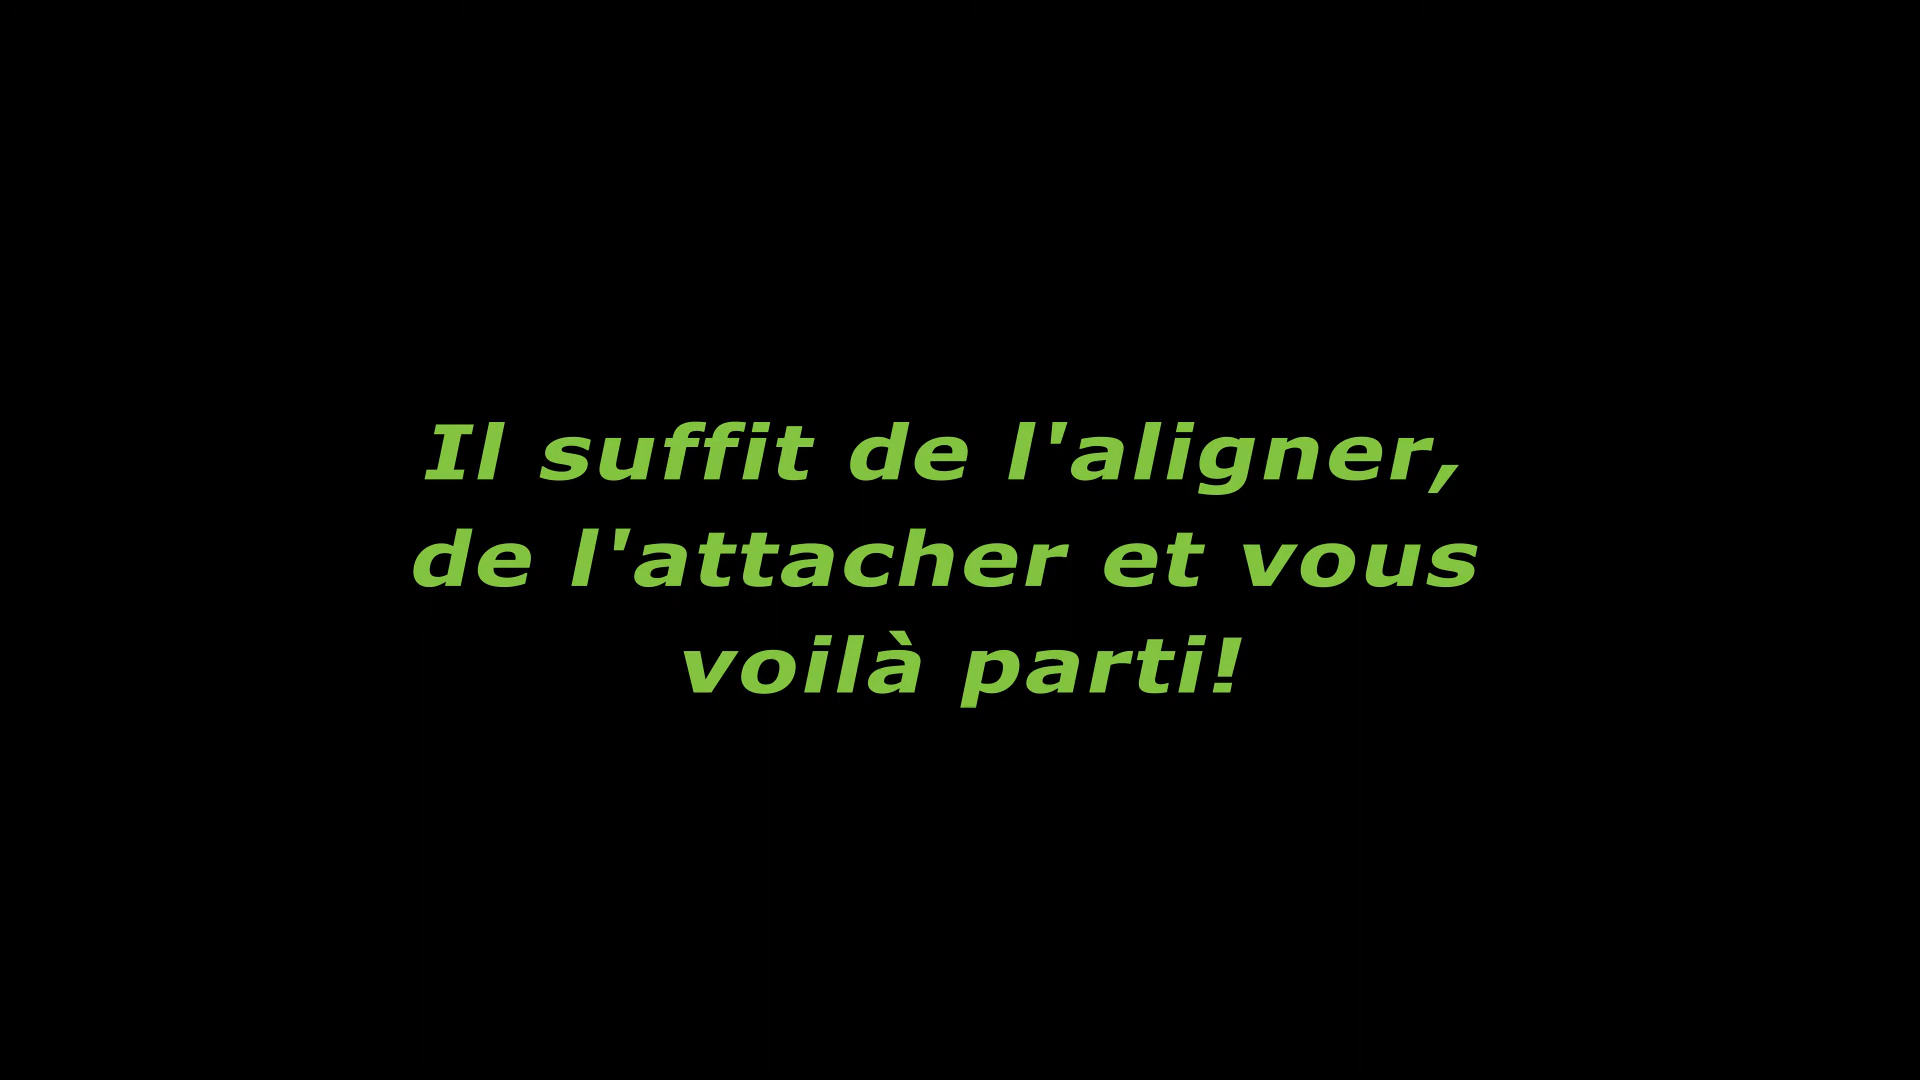 Il suffit de l'aligner,
de l'attacher et vous
voilà parti!